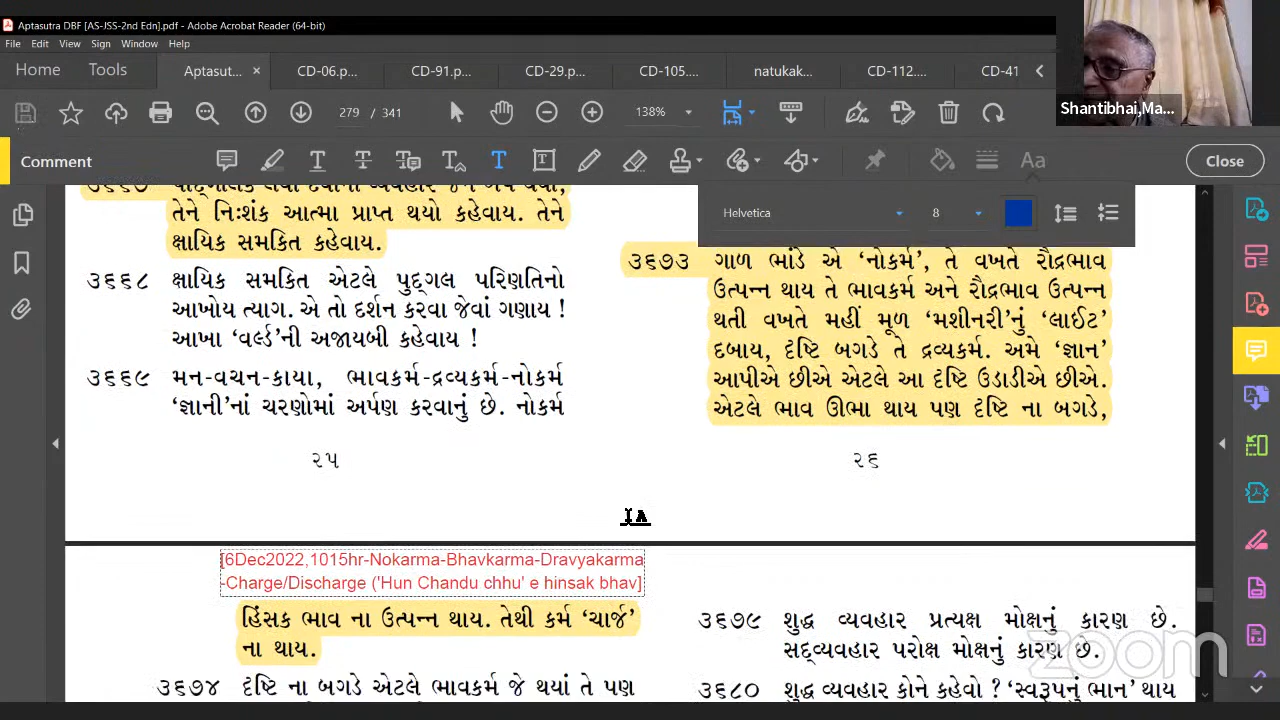 Aptasutra DBF [AS-JSS-2nd Edn].pdf - Adobe Acrobat Reader (64-bit)
File Edit View Sign Window Help
Home Tools Aptasut... × CD-06.p... CD-91.p... CD-29.p... CD-105.... natukak... CD-112.... CD-41
279 / 341 138%
Shantibhai,Ma...
Comment Close
Helvetica 8
૩૬૬૭
તેને નિઃશંક આત્મા પ્રાપ્ત થયો કહેવાય. તેને
ક્ષાયિક સમકિત કહેવાય.
૩૬૬૮ ક્ષાયિક સમકિત એટલે પુદ્ગલ પરિણતિનો
આખોય ત્યાગ. એ તો દર્શન કરવા જેવાં ગણાય !
આખા ‘વર્લ્ડ’ની અજાયબી કહેવાય !
૩૬૬૯ મન-વચન-કાયા, ભાવકર્મ-દ્રવ્યકર્મ-નોકર્મ
‘જ્ઞાની’નાં ચરણોમાં અર્પણ કરવાનું છે. નોકર્મ
૨૫
૩૬૭૩ ગાળ ભાંડે એ ‘નોકર્મ’, તે વખતે રૌદ્રભાવ
ઉત્પન્ન થાય તે ભાવકર્મ અને રૌદ્રભાવ ઉત્પન્ન
થતી વખતે મહીં મૂળ ‘મશીનરી’નું ‘લાઈટ’
દબાય, દૃષ્ટિ બગડે તે દ્રવ્યકર્મ. અમે ‘જ્ઞાન’
આપીએ છીએ એટલે આ દૃષ્ટિ ઉડાડીએ છીએ.
એટલે ભાવ ઊભા થાય પણ દૃષ્ટિ ના બગડે,
૨૬
[6Dec2022,1015hr-Nokarma-Bhavkarma-Dravyakarma
-Charge/Discharge ('Hun Chandu chhu' e hinsak bhav]
હિંસક ભાવ ના ઉત્પન્ન થાય. તેથી કર્મ ‘ચાર્જ’
ના થાય.
૩૬૭૪ દૃષ્ટિ ના બગડે એટલે ભાવકર્મ જે થયાં તે પણ
૩૬૭૯ શુદ્ધ વ્યવહાર પ્રત્યક્ષ મોક્ષનું કારણ છે.
સદ્વ્યવહાર પરોક્ષ મોક્ષનું કારણ છે.
૩૬૮૦ શુદ્ધ વ્યવહાર કોને કહેવો ? ‘સ્વરૂપનું ભાન’ થાય
zoom